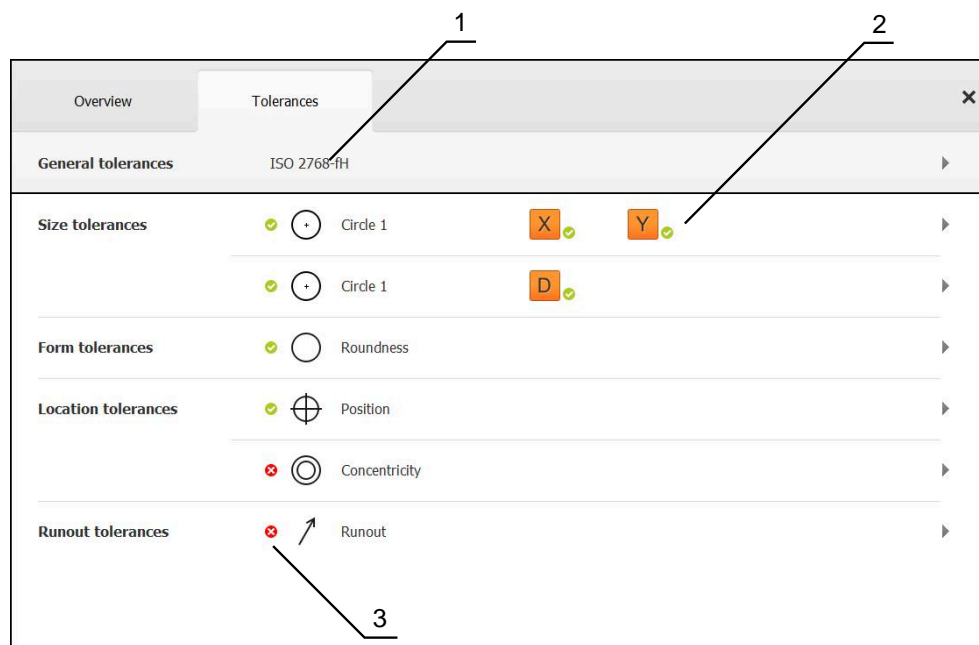 1 2
Overview Tolerances
General tolerances ISO 2768-fH
Size tolerances Circle 1 X Y
Circle 1 D
Form tolerances Roundness
Location tolerances Position
Concentricity
Runout tolerances Runout
3